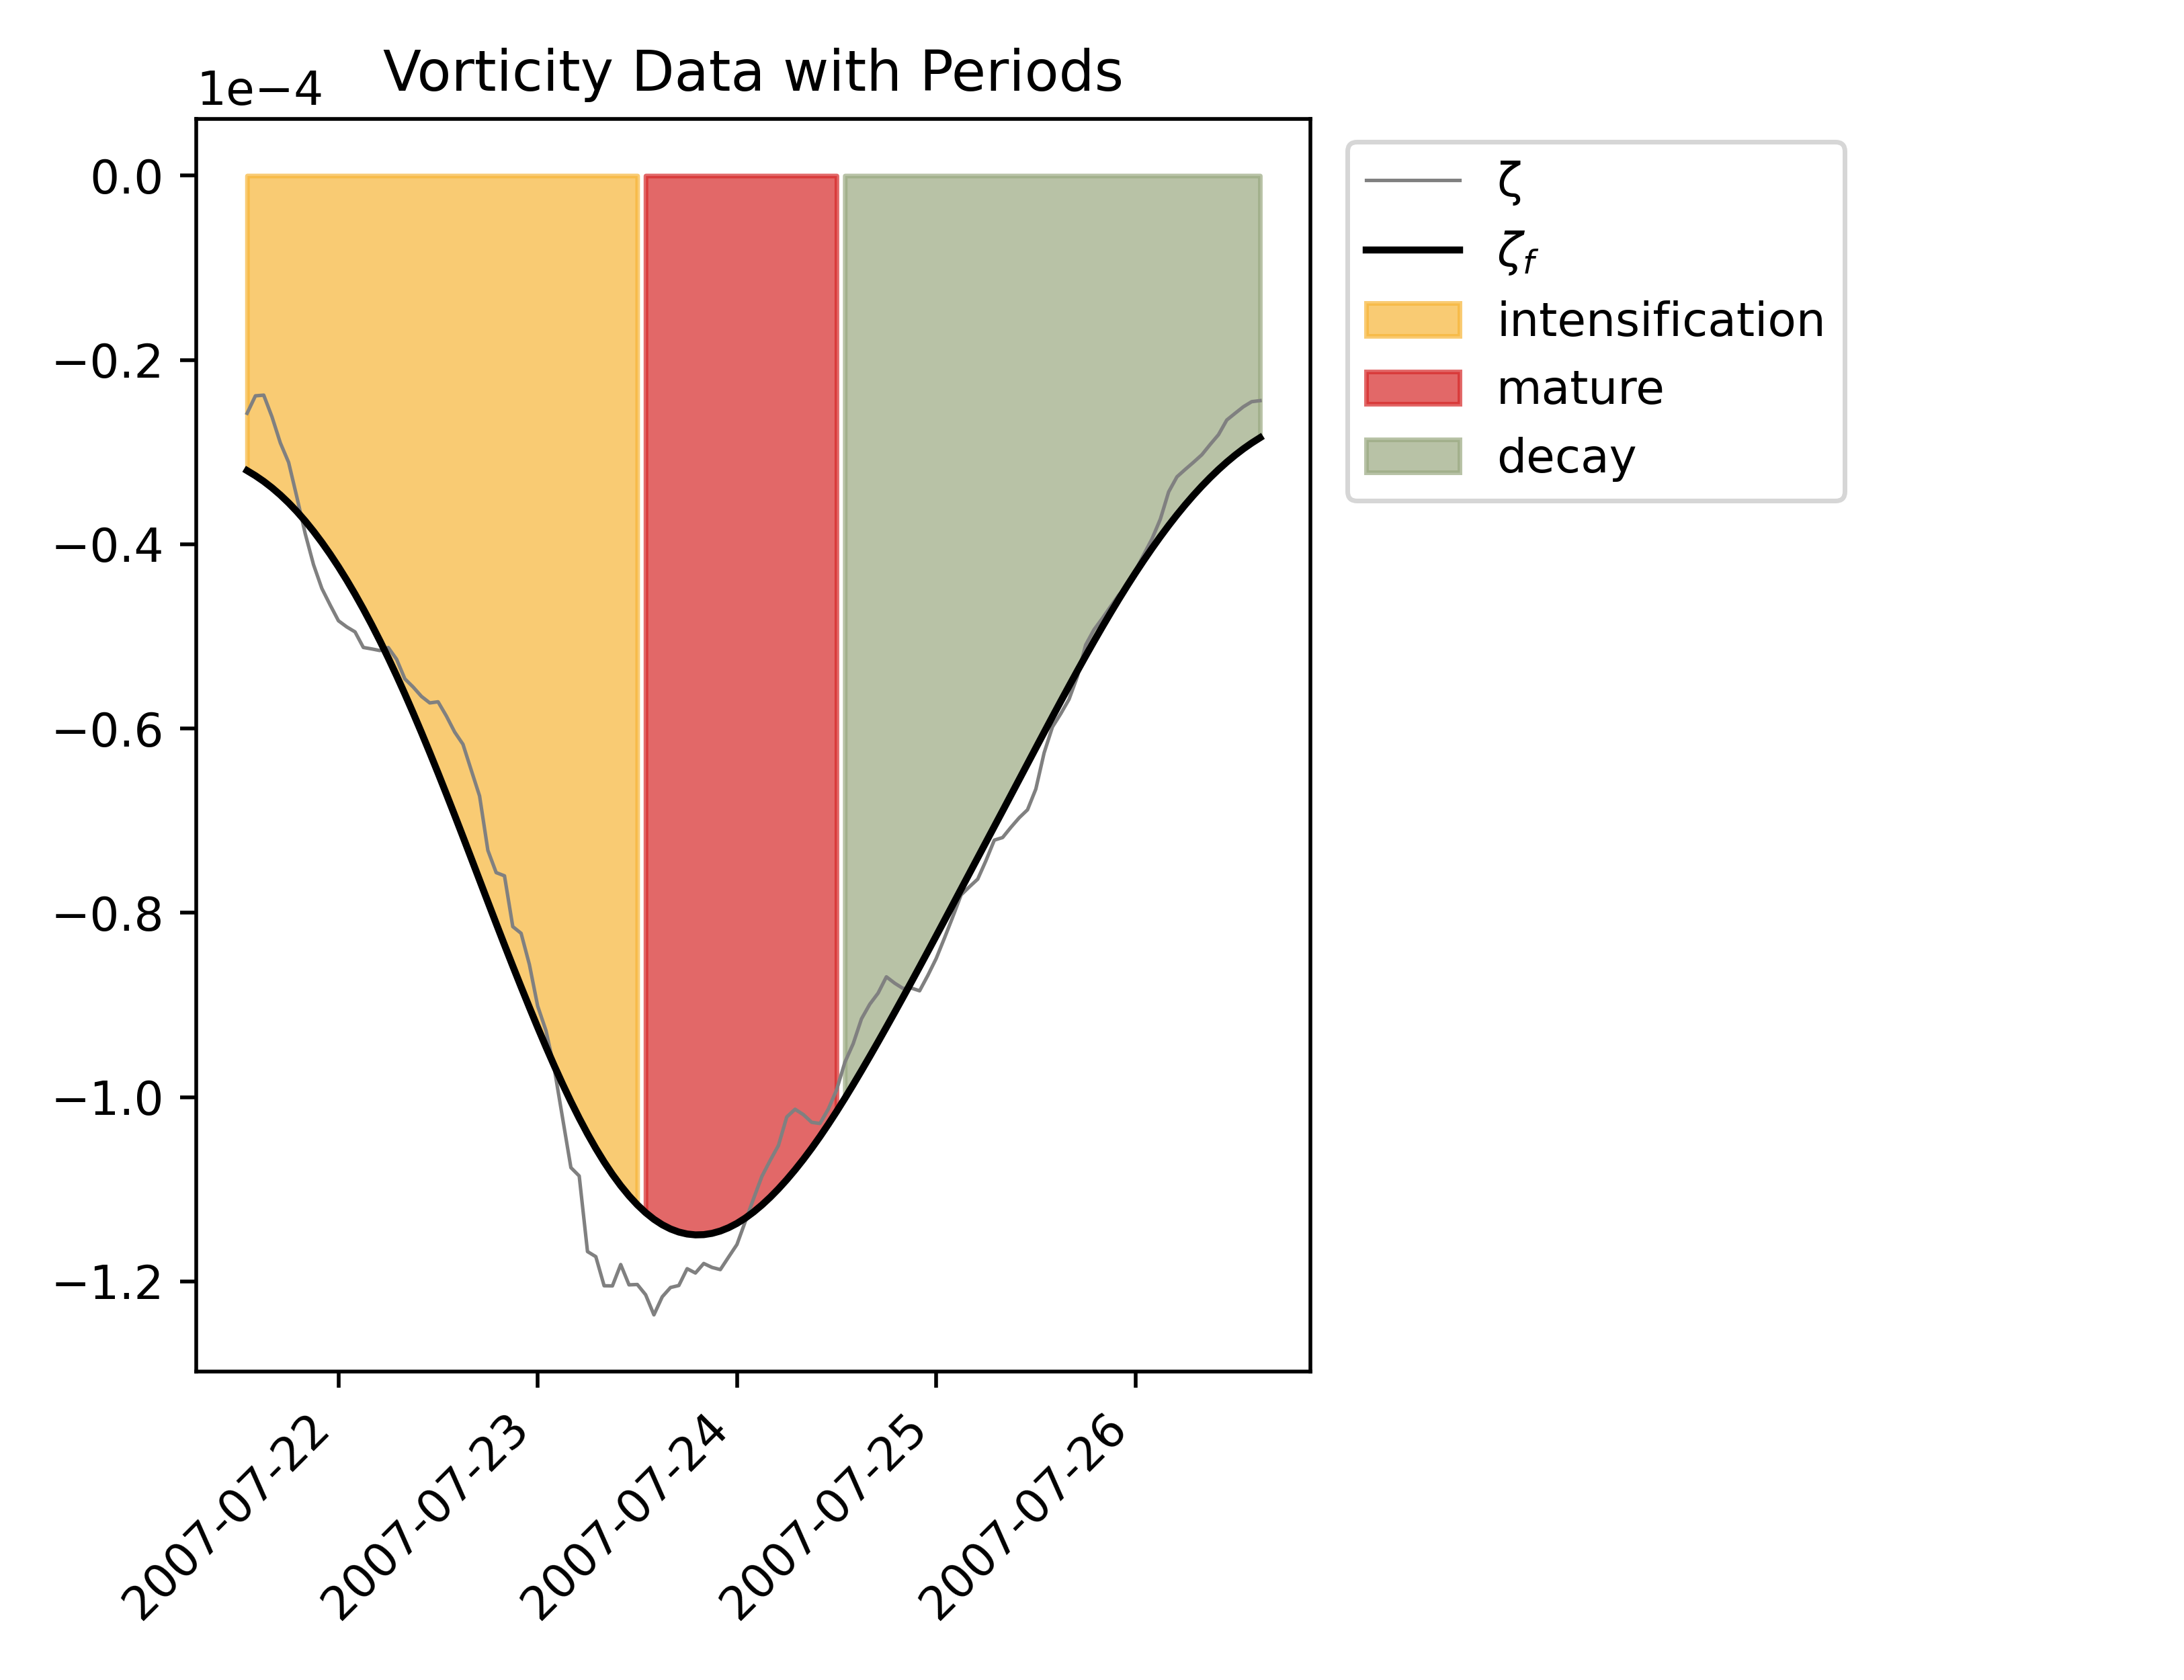 Vorticity Data with Periods
1e−4
0.0
−0.2
−0.4
−0.6
−0.8
−1.0
−1.2
2007-07-22
2007-07-23
2007-07-24
2007-07-25
2007-07-26
ζ
ζf
intensification
mature
decay